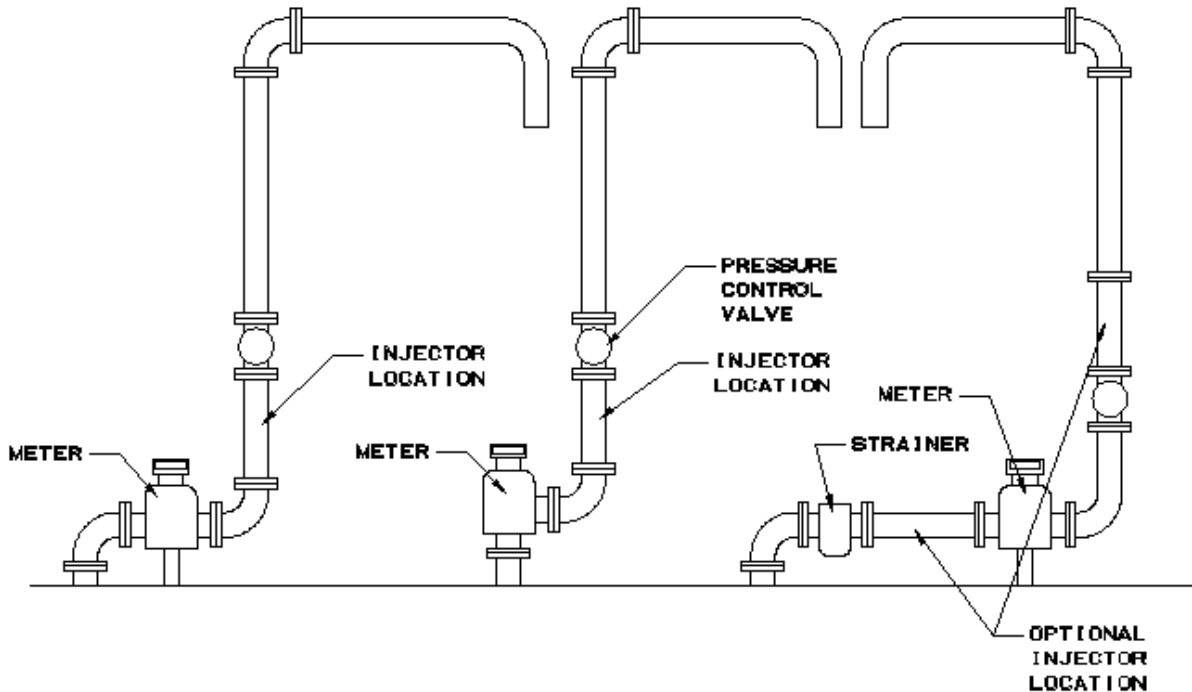 PRESSURE
CONTROL
VALVE
INJECTOR
LOCATION
INJECTOR
LOCATION
METER
METER
METER
STRAINER
OPTIONAL
INJECTOR
LOCATION